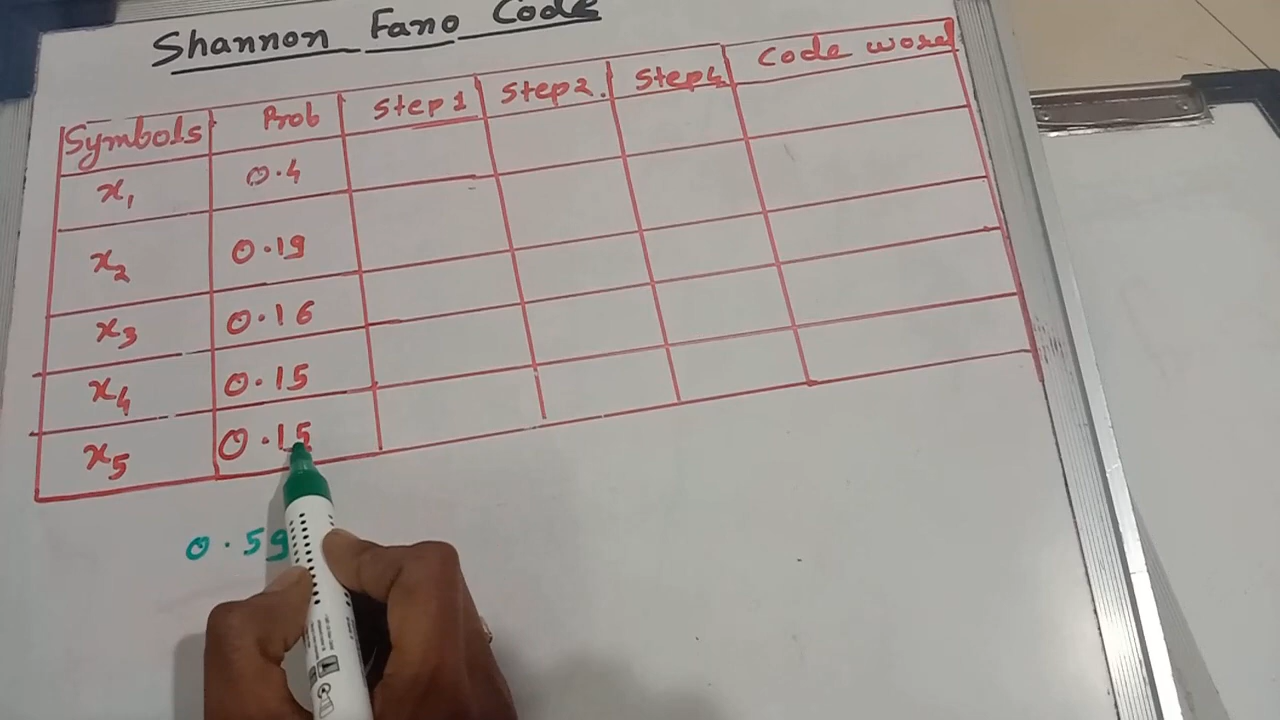 Shannon Fano Code
Symbols Prob Step 1 Step 2. Step 4 Code word
x₁ 0.4
x₂ 0.19
x₃ 0.16
x₄ 0.15
x₅ 0.15
0.59